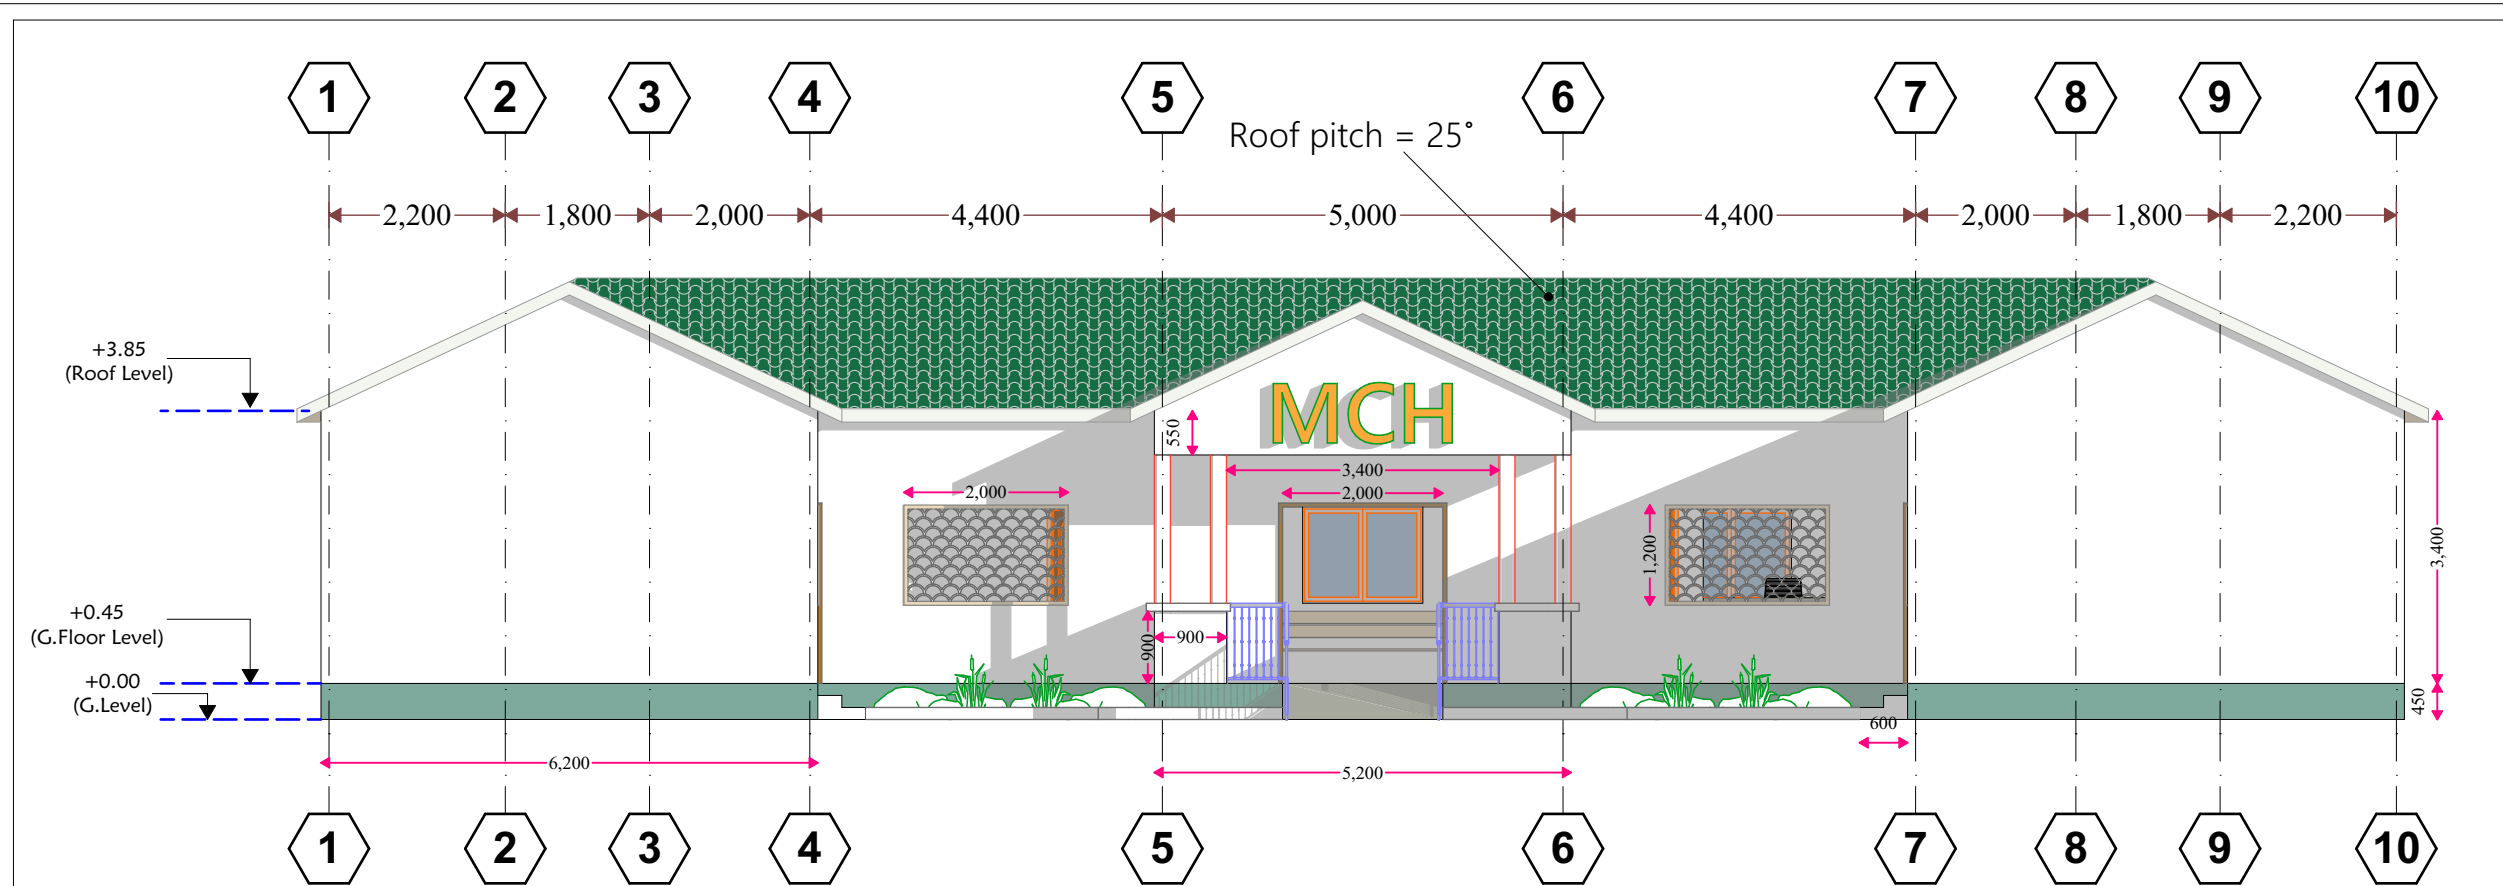 1 2 3 4 5 6 7 8 9 10
Roof pitch = 25°
2,200 1,800 2,000 4,400 5,000 4,400 2,000 1,800 2,200
+3.85
(Roof Level)
MCH
550
3,400
2,000
2,000
1,200
3,400
+0.45
(G.Floor Level)
900
900
+0.00
(G.Level)
450
600
6,200
5,200
1 2 3 4 5 6 7 8 9 10